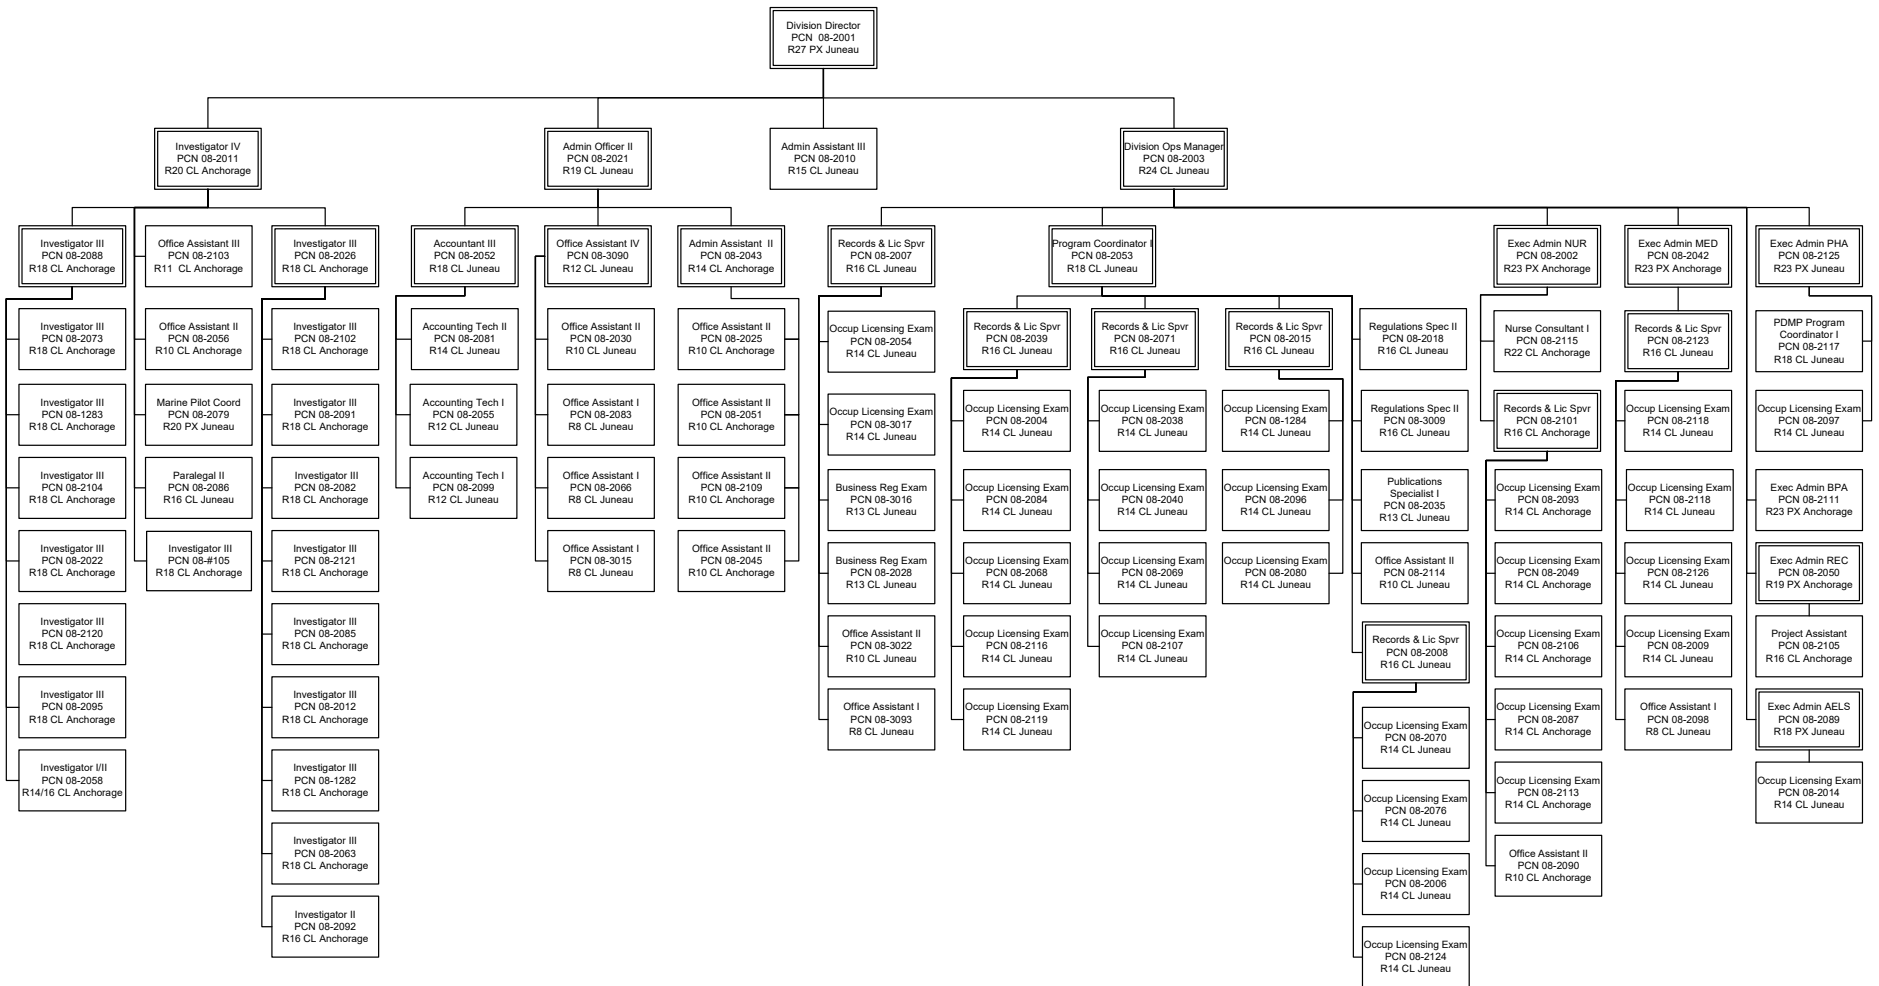 Division Director
PCN  08-2001
R27 PX Juneau
Investigator IV
PCN 08-2011
R20 CL Anchorage
Admin Officer II
PCN 08-2021
R19 CL Juneau
Admin Assistant III
PCN 08-2010
R15 CL Juneau
Division Ops Manager
PCN 08-2003
R24 CL Juneau
Investigator III
PCN 08-2088
R18 CL Anchorage
Investigator III
PCN 08-2073
R18 CL Anchorage
Investigator III
PCN 08-1283
R18 CL Anchorage
Investigator III
PCN 08-2104
R18 CL Anchorage
Investigator III
PCN 08-2022
R18 CL Anchorage
Investigator III
PCN 08-2120
R18 CL Anchorage
Investigator III
PCN 08-2095
R18 CL Anchorage
Investigator I/II
PCN 08-2058
R14/16 CL Anchorage
Office Assistant III
PCN 08-2103
R11  CL Anchorage
Office Assistant II
PCN 08-2056
R10 CL Anchorage
Marine Pilot Coord
PCN 08-2079
R20 PX Juneau
Paralegal II
PCN 08-2086
R16 CL Juneau
Investigator III
PCN 08-#105
R18 CL Anchorage
Investigator III
PCN 08-2026
R18 CL Anchorage
Investigator III
PCN 08-2102
R18 CL Anchorage
Investigator III
PCN 08-2091
R18 CL Anchorage
Investigator III
PCN 08-2082
R18 CL Anchorage
Investigator III
PCN 08-2121
R18 CL Anchorage
Investigator III
PCN 08-2085
R18 CL Anchorage
Investigator III
PCN 08-2012
R18 CL Anchorage
Investigator III
PCN 08-1282
R18 CL Anchorage
Investigator III
PCN 08-2063
R18 CL Anchorage
Investigator II
PCN 08-2092
R16 CL Anchorage
Accountant III
PCN 08-2052
R18 CL Juneau
Accounting Tech II
PCN 08-2081
R14 CL Juneau
Accounting Tech I
PCN 08-2055
R12 CL Juneau
Accounting Tech I
PCN 08-2099
R12 CL Juneau
Office Assistant IV
PCN 08-3090
R12 CL Juneau
Office Assistant II
PCN 08-2030
R10 CL Juneau
Office Assistant I
PCN 08-2083
R8 CL Juneau
Office Assistant I
PCN 08-2066
R8 CL Juneau
Office Assistant I
PCN 08-3015
R8 CL Juneau
Admin Assistant  II
PCN 08-2043
R14 CL Anchorage
Office Assistant II
PCN 08-2025
R10 CL Anchorage
Office Assistant II
PCN 08-2051
R10 CL Anchorage
Office Assistant II
PCN 08-2109
R10 CL Anchorage
Office Assistant II
PCN 08-2045
R10 CL Anchorage
Records & Lic Spvr
PCN 08-2007
R16 CL Juneau
Occup Licensing Exam
PCN 08-2054
R14 CL Juneau
Occup Licensing Exam
PCN 08-3017
R14 CL Juneau
Business Reg Exam
PCN 08-3016
R13 CL Juneau
Business Reg Exam
PCN 08-2028
R13 CL Juneau
Office Assistant II
PCN 08-3022
R10 CL Juneau
Office Assistant I
PCN 08-3093
R8 CL Juneau
Program Coordinator I
PCN 08-2053
R18 CL Juneau
Records & Lic Spvr
PCN 08-2039
R16 CL Juneau
Occup Licensing Exam
PCN 08-2004
R14 CL Juneau
Occup Licensing Exam
PCN 08-2084
R14 CL Juneau
Occup Licensing Exam
PCN 08-2068
R14 CL Juneau
Occup Licensing Exam
PCN 08-2116
R14 CL Juneau
Occup Licensing Exam
PCN 08-2119
R14 CL Juneau
Records & Lic Spvr
PCN 08-2071
R16 CL Juneau
Occup Licensing Exam
PCN 08-2038
R14 CL Juneau
Occup Licensing Exam
PCN 08-2040
R14 CL Juneau
Occup Licensing Exam
PCN 08-2069
R14 CL Juneau
Occup Licensing Exam
PCN 08-2107
R14 CL Juneau
Records & Lic Spvr
PCN 08-2015
R16 CL Juneau
Occup Licensing Exam
PCN 08-1284
R14 CL Juneau
Occup Licensing Exam
PCN 08-2096
R14 CL Juneau
Occup Licensing Exam
PCN 08-2080
R14 CL Juneau
Regulations Spec II
PCN 08-2018
R16 CL Juneau
Regulations Spec II
PCN 08-3009
R16 CL Juneau
Publications
Specialist I
PCN 08-2035
R13 CL Juneau
Office Assistant II
PCN 08-2114
R10 CL Juneau
Records & Lic Spvr
PCN 08-2008
R16 CL Juneau
Occup Licensing Exam
PCN 08-2070
R14 CL Juneau
Occup Licensing Exam
PCN 08-2076
R14 CL Juneau
Occup Licensing Exam
PCN 08-2006
R14 CL Juneau
Occup Licensing Exam
PCN 08-2124
R14 CL Juneau
Exec Admin NUR
PCN 08-2002
R23 PX Anchorage
Nurse Consultant I
PCN 08-2115
R22 CL Anchorage
Records & Lic Spvr
PCN 08-2101
R16 CL Anchorage
Occup Licensing Exam
PCN 08-2093
R14 CL Anchorage
Occup Licensing Exam
PCN 08-2049
R14 CL Anchorage
Occup Licensing Exam
PCN 08-2106
R14 CL Anchorage
Occup Licensing Exam
PCN 08-2087
R14 CL Anchorage
Occup Licensing Exam
PCN 08-2113
R14 CL Anchorage
Office Assistant II
PCN 08-2090
R10 CL Anchorage
Exec Admin MED
PCN 08-2042
R23 PX Anchorage
Records & Lic Spvr
PCN 08-2123
R16 CL Juneau
Occup Licensing Exam
PCN 08-2118
R14 CL Juneau
Occup Licensing Exam
PCN 08-2118
R14 CL Juneau
Occup Licensing Exam
PCN 08-2126
R14 CL Juneau
Occup Licensing Exam
PCN 08-2009
R14 CL Juneau
Office Assistant I
PCN 08-2098
R8 CL Juneau
Exec Admin PHA
PCN 08-2125
R23 PX Juneau
PDMP Program
Coordinator I
PCN 08-2117
R18 CL Juneau
Occup Licensing Exam
PCN 08-2097
R14 CL Juneau
Exec Admin BPA
PCN 08-2111
R23 PX Anchorage
Exec Admin REC
PCN 08-2050
R19 PX Anchorage
Project Assistant
PCN 08-2105
R16 CL Anchorage
Exec Admin AELS
PCN 08-2089
R18 PX Juneau
Occup Licensing Exam
PCN 08-2014
R14 CL Juneau